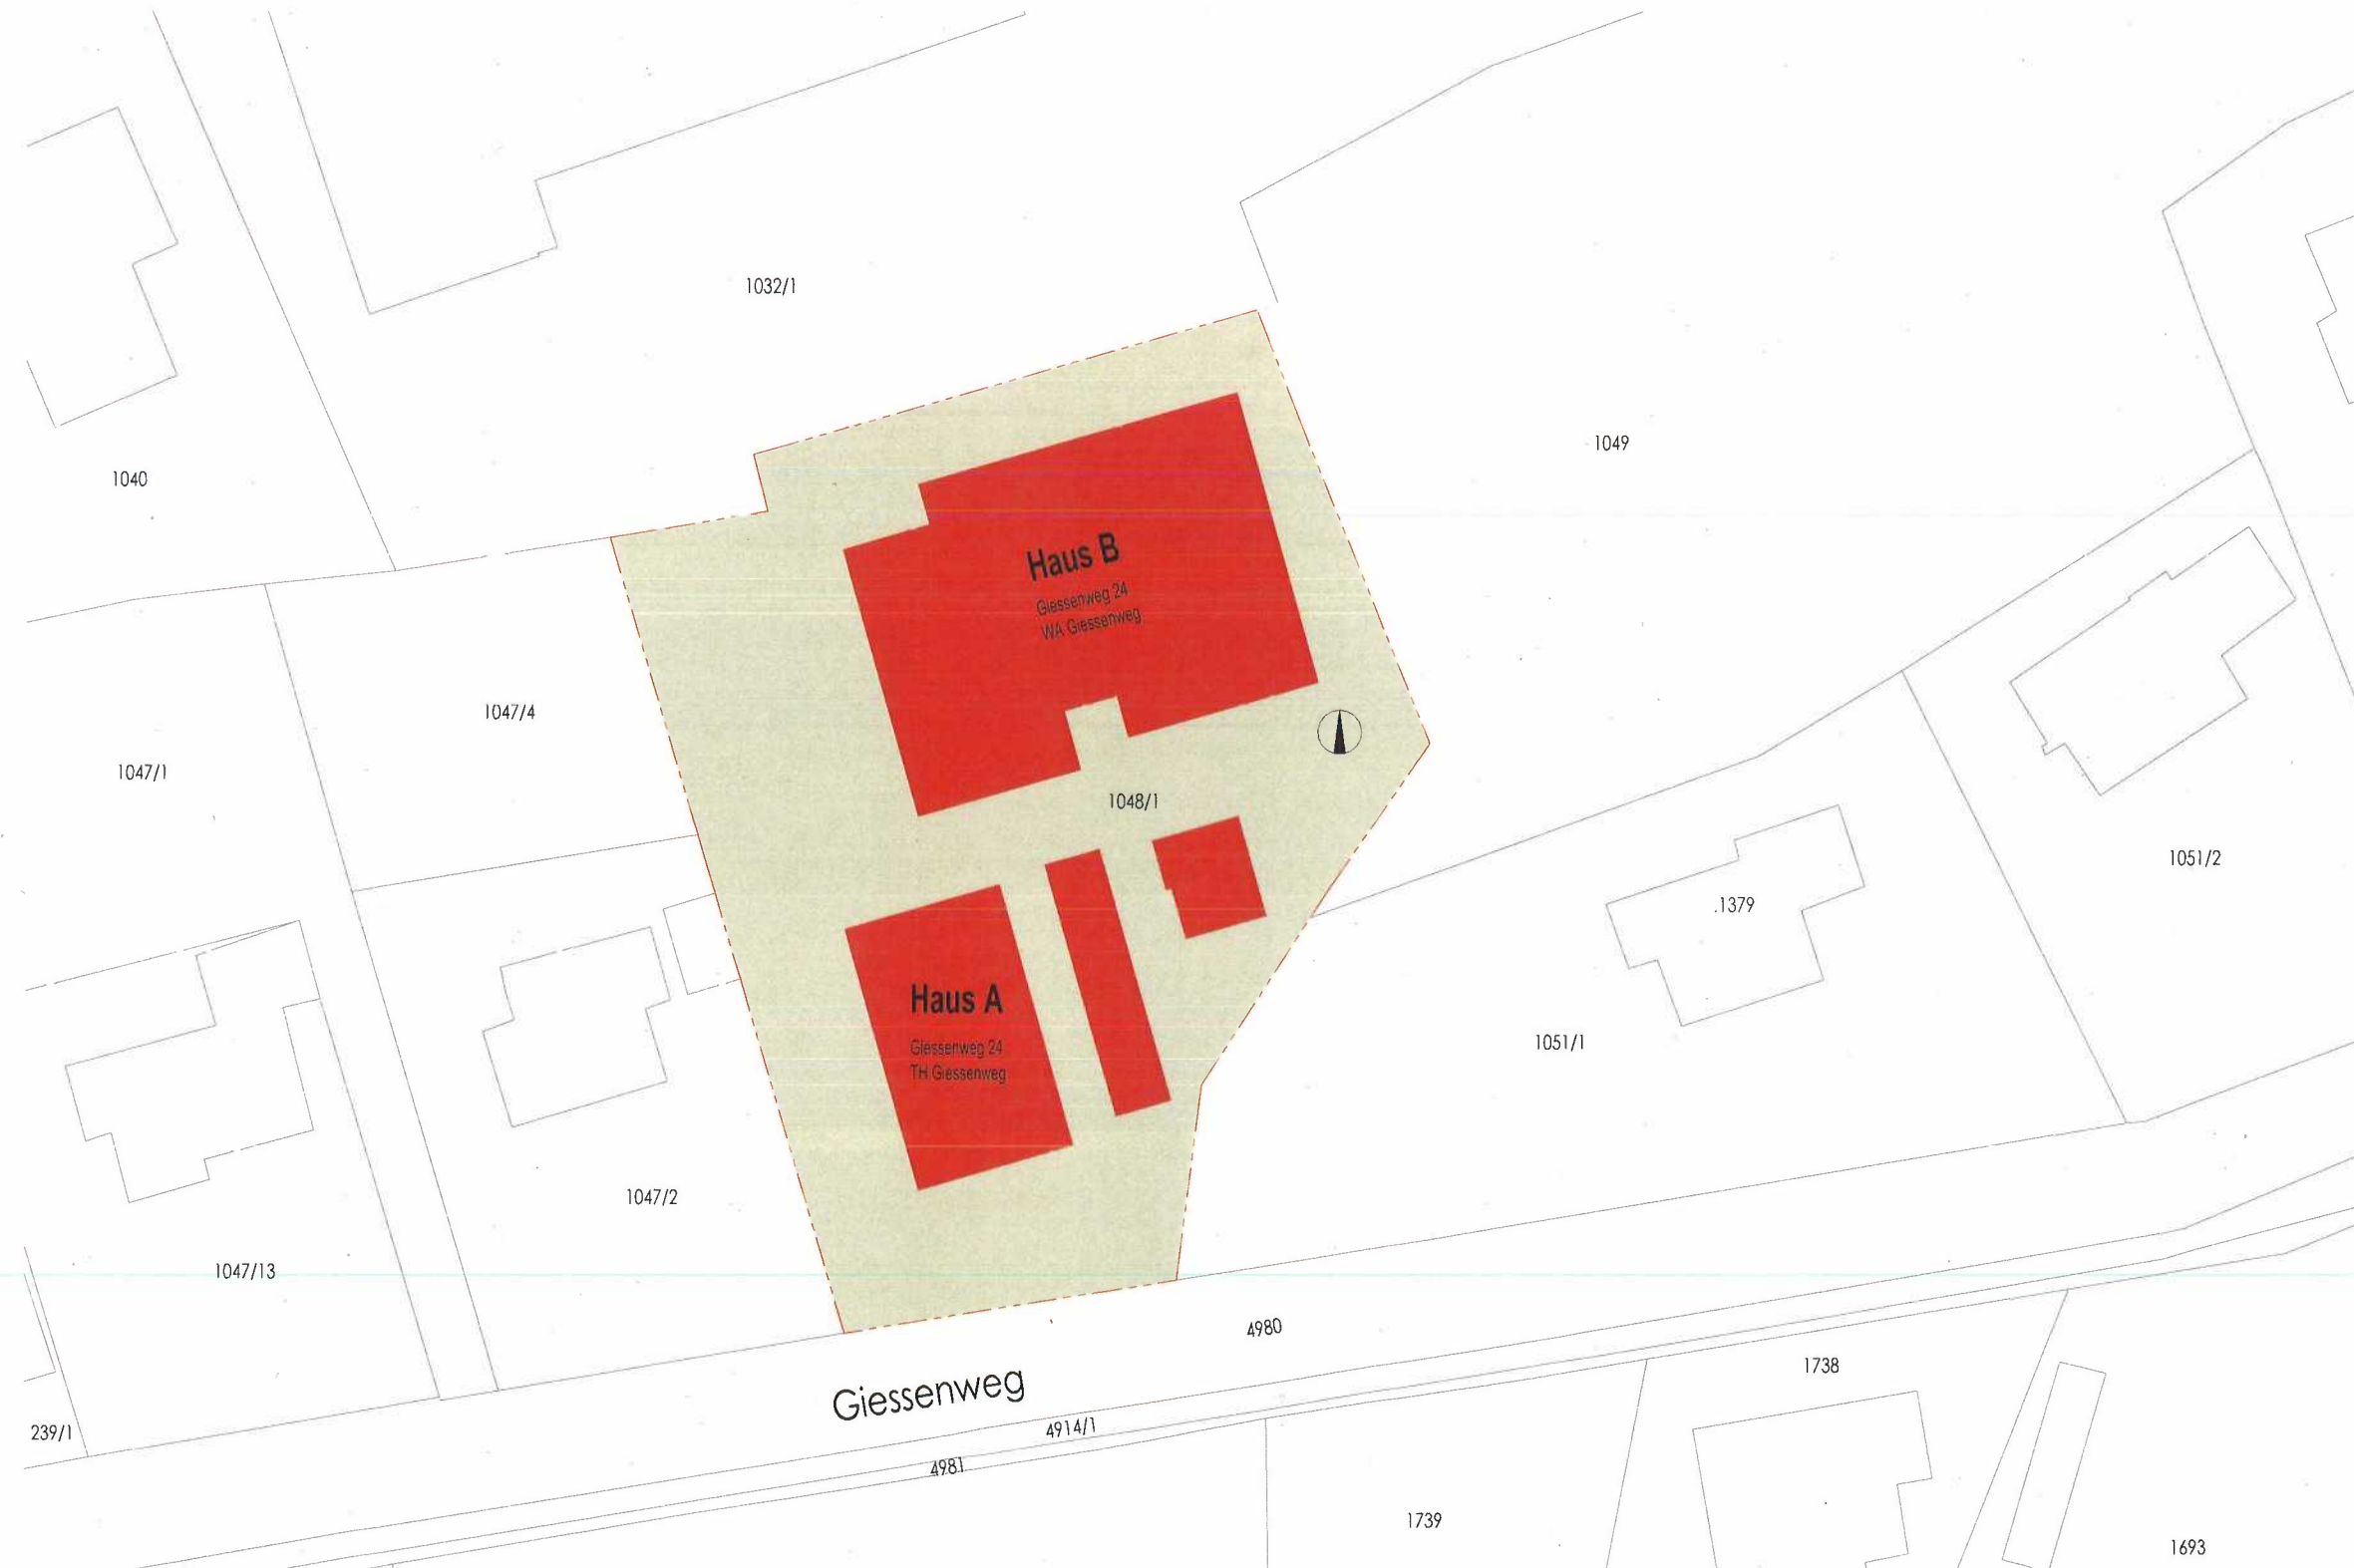 1032/1
1049
1040
Haus B
Giessenweg 24
WA Giessenweg
1047/4
1047/1
1048/1
1051/2
.1379
Haus A
Giessenweg 24
TH Giessenweg
1051/1
1047/2
1047/13
4980
1738
Giessenweg
4914/1
239/1
4981
1739
1693